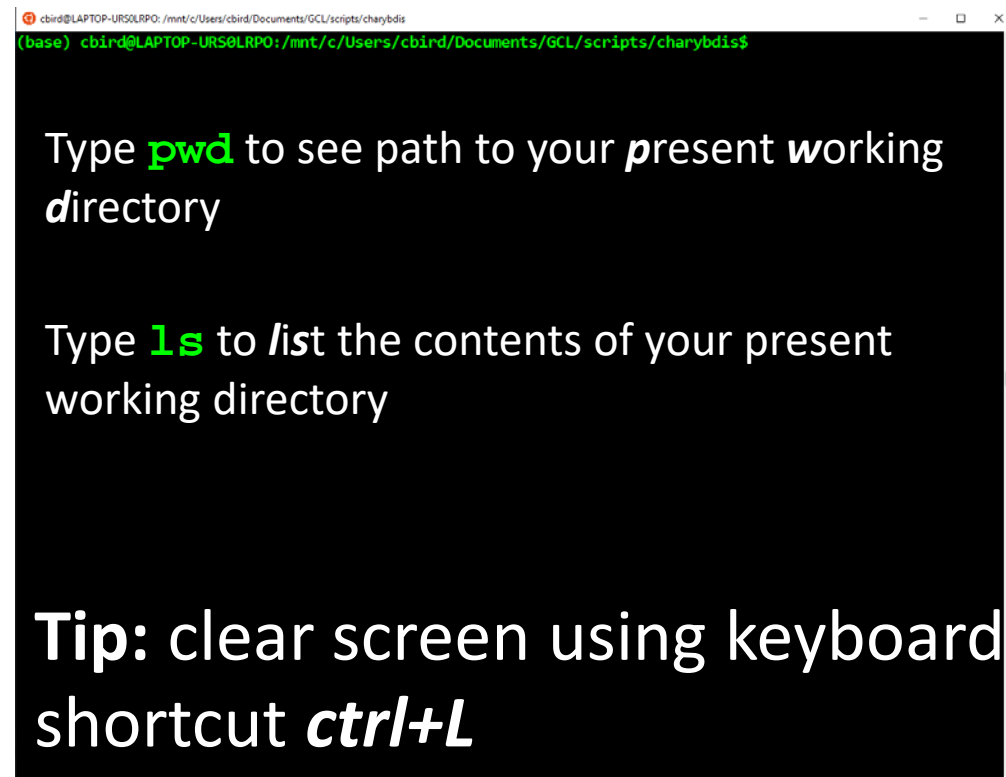 cbird@LAPTOP-URS0LRPO: /mnt/c/Users/cbird/Documents/GCL/scripts/charybdis
(base) cbird@LAPTOP-URS0LRPO:/mnt/c/Users/cbird/Documents/GCL/scripts/charybdis$
Type pwd to see path to your present working
directory
Type ls to list the contents of your present
working directory
Tip: clear screen using keyboard
shortcut ctrl+L